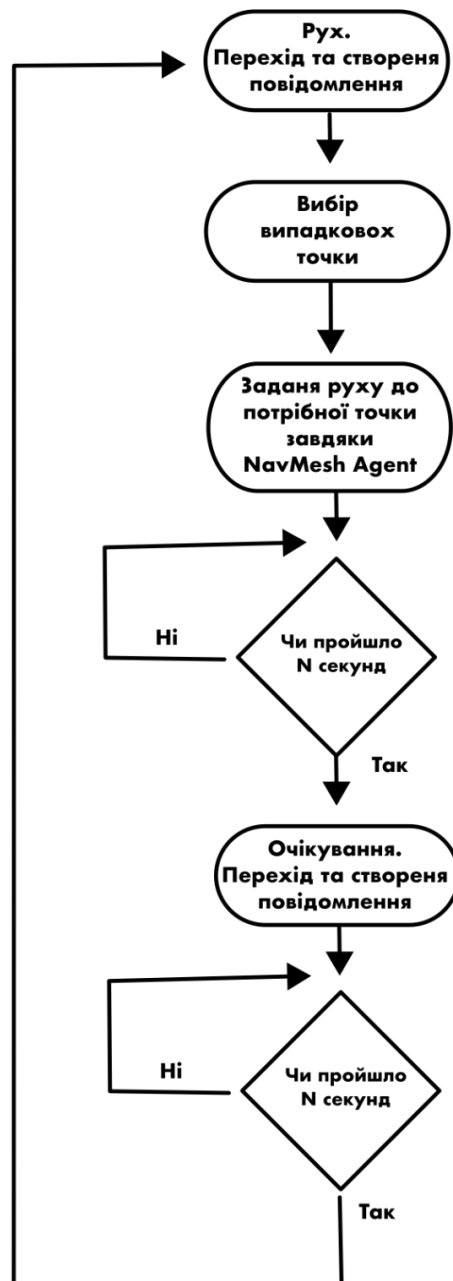 Рух.
Перехід та створеня
повідомлення
Вибір
випадковох
точки
Заданя руху до
потрібної точки
завдяки
NavMesh Agent
Чи пройшло
N секунд
Ні
Так
Очікування.
Перехід та створеня
повідомлення
Чи пройшло
N секунд
Ні
Так